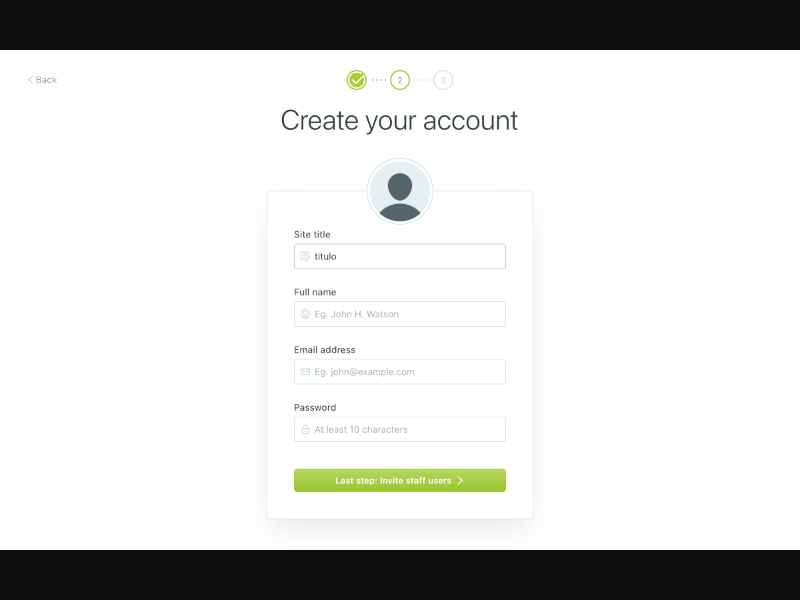 Back
2
3
Create your account
Site title
titulo
Full name
Eg. John H. Watson
Email address
Eg. john@example.com
Password
At least 10 characters
Last step: Invite staff users